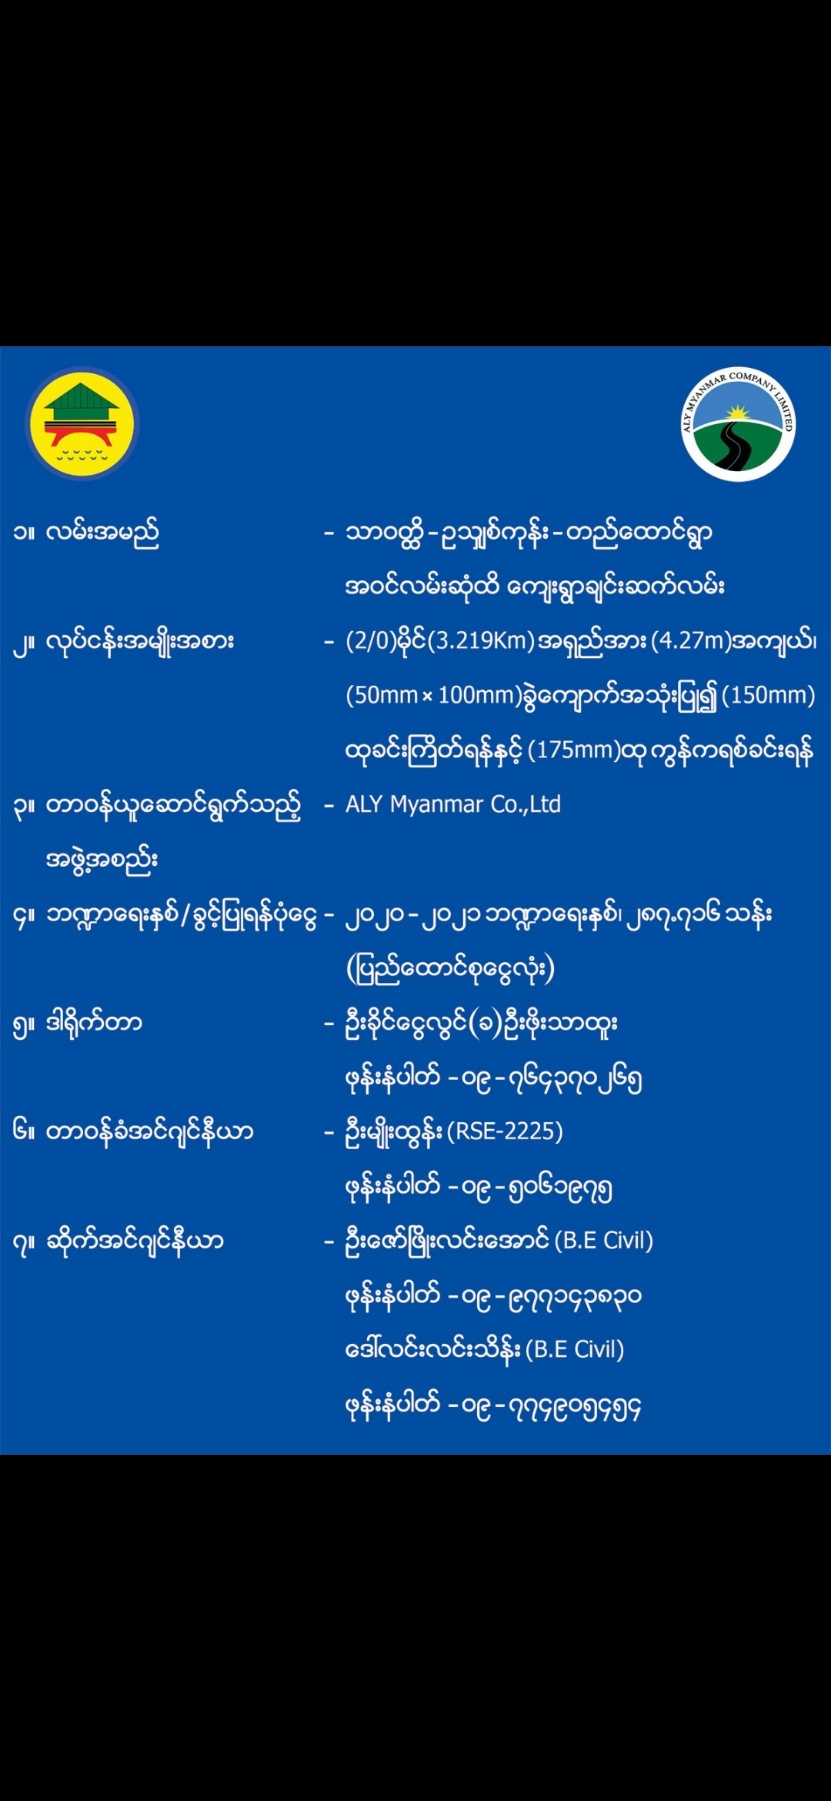 ALY MYANMAR COMPANY LIMITED
၁။ လမ်းအမည် - သာဝတ္ထိ-ဥသျှစ်ကုန်း-တည်ထောင်ရွာ
အဝင်လမ်းဆုံထိ ကျေးရွာချင်းဆက်လမ်း
၂။ လုပ်ငန်းအမျိုးအစား - (2/0)မိုင်(3.219Km)အရှည်အား(4.27m)အကျယ်၊
(50mm×100mm)ခွဲကျောက်အသုံးပြု၍(150mm)
ထုခင်းကြိတ်ရန်နှင့်(175mm)ထု ကွန်ကရစ်ခင်းရန်
၃။ တာဝန်ယူဆောင်ရွက်သည့် - ALY Myanmar Co.,Ltd
အဖွဲ့အစည်း
၄။ ဘဏ္ဍာရေးနှစ်/ခွင့်ပြုရန်ပုံငွေ - ၂၀၂၀-၂၀၂၁ ဘဏ္ဍာရေးနှစ်၊ ၂၈၇.၇၁၆ သန်း
(ပြည်ထောင်စုငွေလုံး)
၅။ ဒါရိုက်တာ - ဦးခိုင်ငွေလွင်(ခ)ဦးဖိုးသာထူး
ဖုန်းနံပါတ် -၀၉-၇၆၄၃၇၀၂၆၅
၆။ တာဝန်ခံအင်ဂျင်နီယာ - ဦးမျိုးထွန်း(RSE-2225)
ဖုန်းနံပါတ် -၀၉-၅၀၆၁၉၇၅
၇။ ဆိုက်အင်ဂျင်နီယာ - ဦးဇော်ဖြိုးလင်းအောင်(B.E Civil)
ဖုန်းနံပါတ် -၀၉-၉၇၇၁၄၃၈၃၀
ဒေါ်လင်းလင်းသိန်း(B.E Civil)
ဖုန်းနံပါတ် -၀၉-၇၇၄၉၀၅၄၅၄